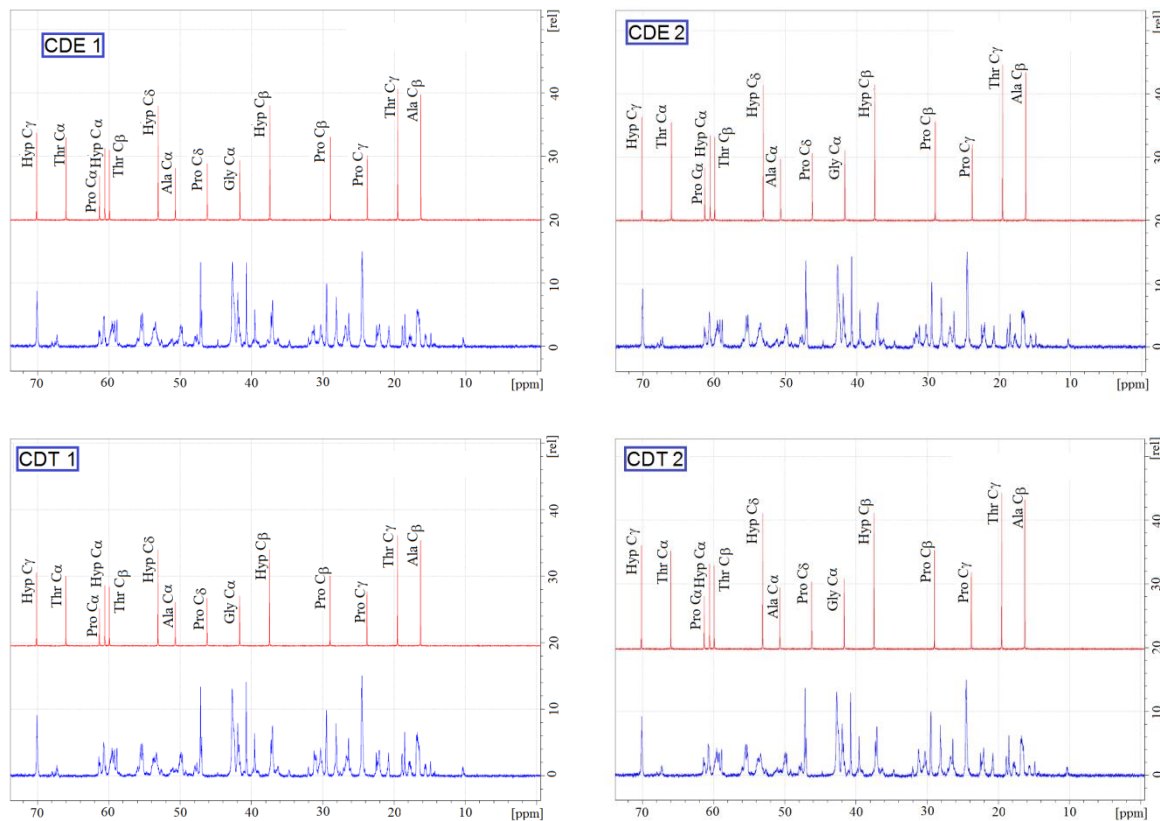 CDE 1
[rel]
Hyp Cγ
Thr Cα
Pro Cα
Hyp Cα
Thr Cβ
Hyp Cδ
Ala Cα
Pro Cδ
Gly Cα
Hyp Cβ
Pro Cβ
Pro Cγ
Thr Cγ
Ala Cβ
40
30
20
10
0
70 60 50 40 30 20 10 [ppm]
CDE 2
[rel]
Hyp Cγ
Thr Cα
Pro Cα
Hyp Cα
Thr Cβ
Hyp Cδ
Ala Cα
Pro Cδ
Gly Cα
Hyp Cβ
Pro Cβ
Pro Cγ
Thr Cγ
Ala Cβ
40
30
20
10
0
70 60 50 40 30 20 10 [ppm]
CDT 1
[rel]
Hyp Cγ
Thr Cα
Pro Cα
Hyp Cα
Thr Cβ
Hyp Cδ
Ala Cα
Pro Cδ
Gly Cα
Hyp Cβ
Pro Cβ
Pro Cγ
Thr Cγ
Ala Cβ
40
30
20
10
0
70 60 50 40 30 20 10 [ppm]
CDT 2
[rel]
Hyp Cγ
Thr Cα
Pro Cα
Hyp Cα
Thr Cβ
Hyp Cδ
Ala Cα
Pro Cδ
Gly Cα
Hyp Cβ
Pro Cβ
Pro Cγ
Thr Cγ
Ala Cβ
40
30
20
10
0
70 60 50 40 30 20 10 [ppm]